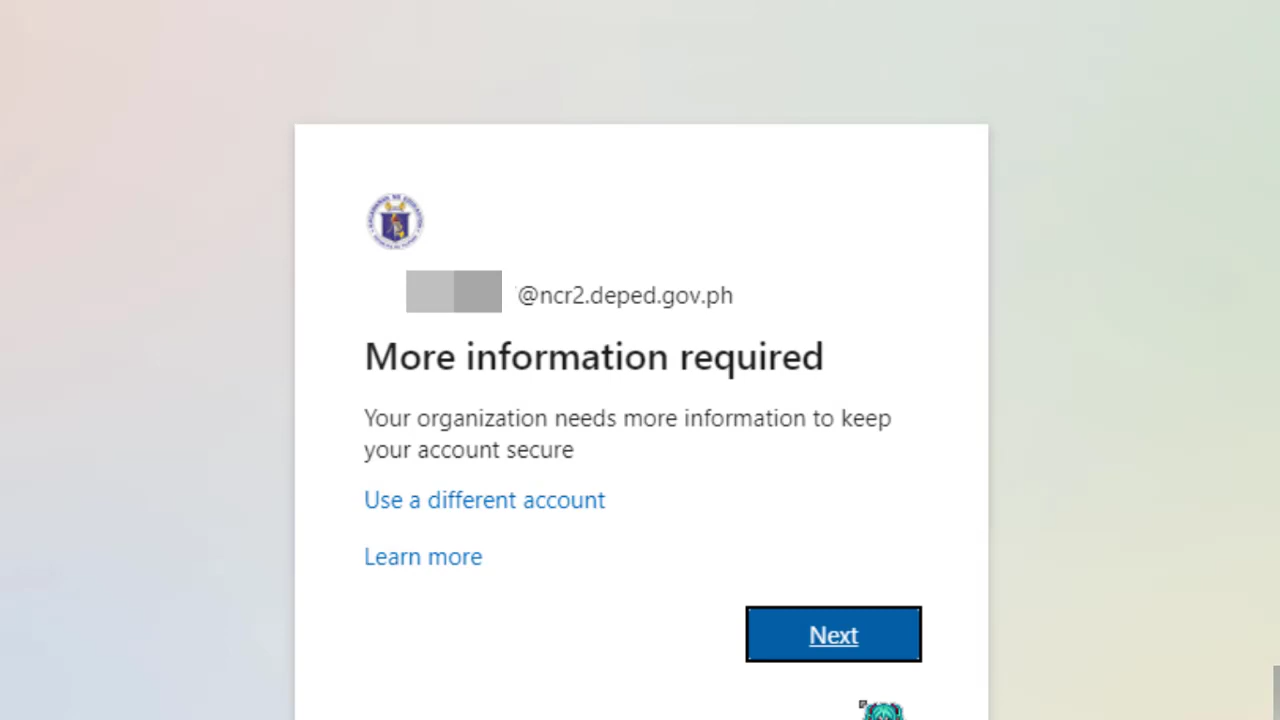 @ncr2.deped.gov.ph
More information required
Your organization needs more information to keep
your account secure
Use a different account
Learn more
Next